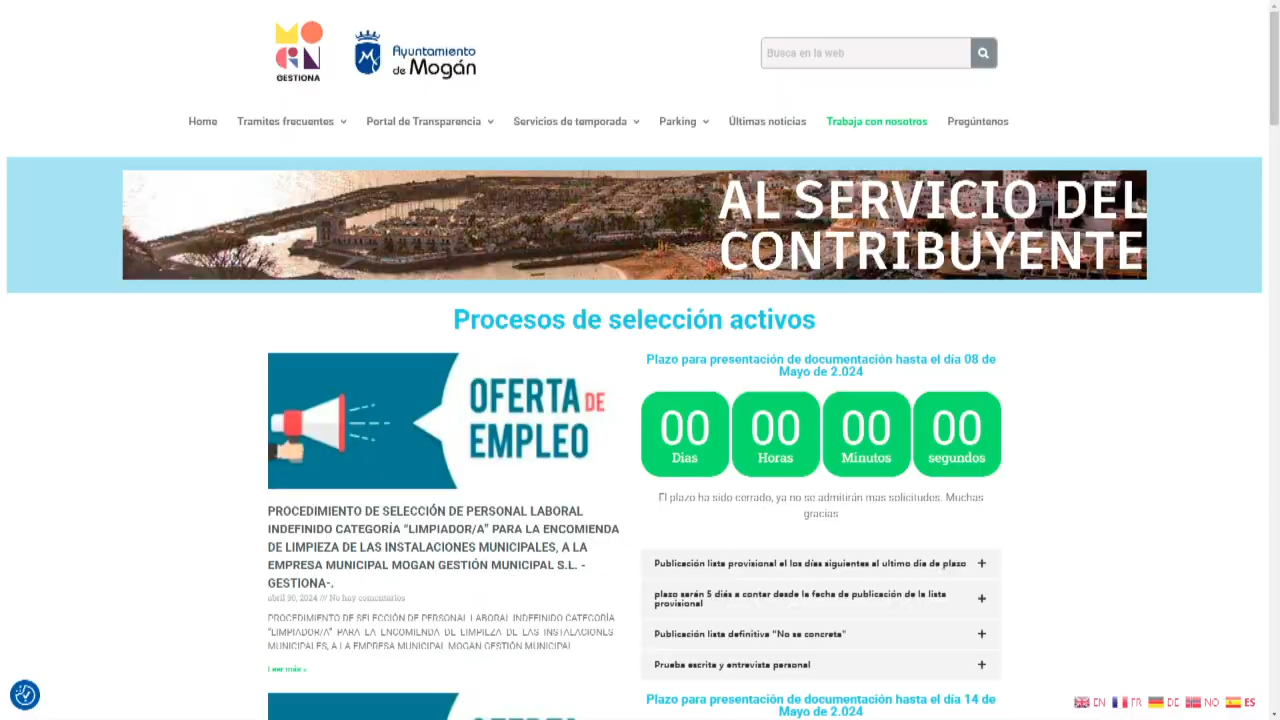 GESTIONA
Ayuntamiento
de Mogán
Busca en la web
Home
Tramites frecuentes
Portal de Transparencia
Servicios de temporada
Parking
Últimas noticias
Trabaja con nosotros
Pregúntenos
AL SERVICIO DEL
CONTRIBUYENTE
Procesos de selección activos
OFERTA DE
EMPLEO
PROCEDIMIENTO DE SELECCIÓN DE PERSONAL LABORAL
INDEFINIDO CATEGORÍA “LIMPIADOR/A” PARA LA ENCOMIENDA
DE LIMPIEZA DE LAS INSTALACIONES MUNICIPALES, A LA
EMPRESA MUNICIPAL MOGAN GESTIÓN MUNICIPAL S.L. -
GESTIONA-.
abril 30, 2024 /// No hay comentarios
PROCEDIMIENTO DE SELECCIÓN DE PERSONAL LABORAL INDEFINIDO CATEGORÍA
“LIMPIADOR/A” PARA LA ENCOMIENDA DE LIMPIEZA DE LAS INSTALACIONES
MUNICIPALES, A LA EMPRESA MUNICIPAL MOGAN GESTIÓN MUNICIPAL
Leer más »
Plazo para presentación de documentación hasta el día 08 de
Mayo de 2.024
00 00 00 00
Dias Horas Minutos segundos
El plazo ha sido cerrado, ya no se admitirán mas solicitudes. Muchas
gracias
Publicación lista provisional el los días siguientes al ultimo día de plazo
plazo serán 5 diás a contar desde la fecha de publicación de la lista
provisional
Publicación lista definitiva "No se concreta"
Prueba escrita y entrevista personal
Plazo para presentación de documentación hasta el día 14 de
Mayo de 2.024
OFERTA DE
EN FR DE NO ES